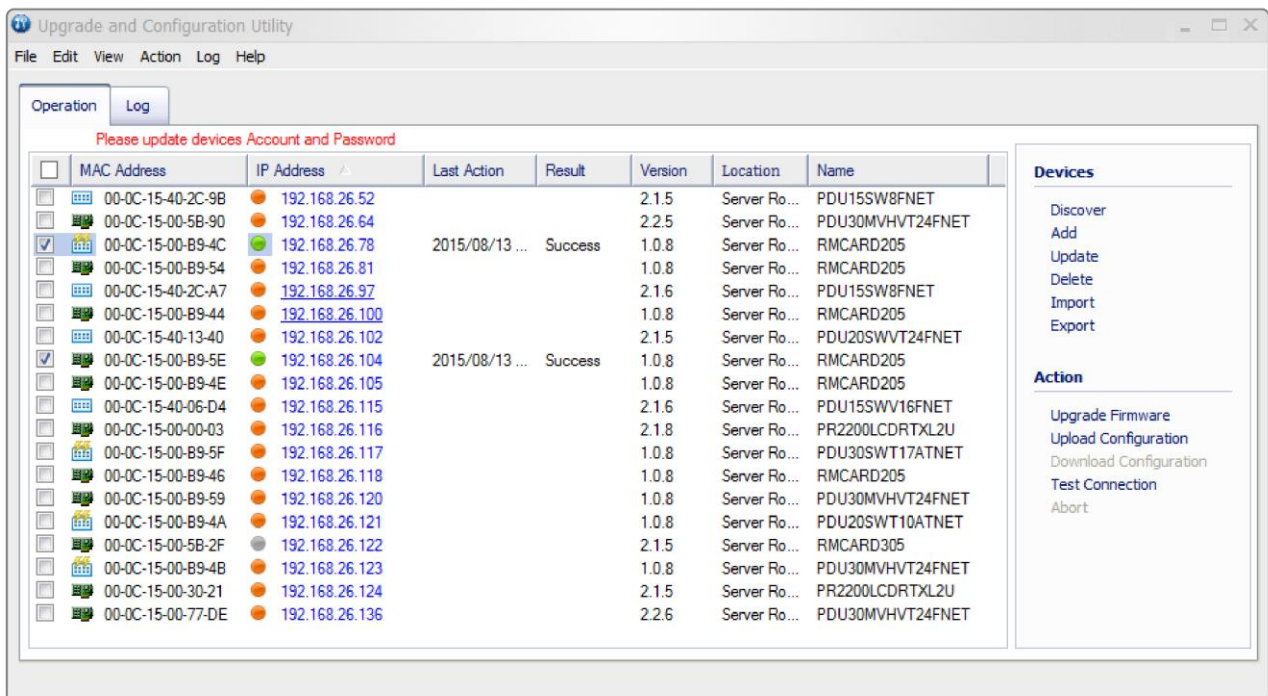 Upgrade and Configuration Utility
File Edit View Action Log Help
Operation Log
Please update devices Account and Password
MAC Address IP Address Last Action Result Version Location Name
00-0C-15-40-2C-9B 192.168.26.52 2.1.5 Server Ro... PDU15SW8FNET
00-0C-15-00-5B-90 192.168.26.64 2.2.5 Server Ro... PDU30MVHVT24FNET
00-0C-15-00-B9-4C 192.168.26.78 2015/08/13 ... Success 1.0.8 Server Ro... RMCARD205
00-0C-15-00-B9-54 192.168.26.81 1.0.8 Server Ro... RMCARD205
00-0C-15-40-2C-A7 192.168.26.97 2.1.6 Server Ro... PDU15SW8FNET
00-0C-15-00-B9-44 192.168.26.100 1.0.8 Server Ro... RMCARD205
00-0C-15-40-13-40 192.168.26.102 2.1.5 Server Ro... PDU20SWVT24FNET
00-0C-15-00-B9-5E 192.168.26.104 2015/08/13 ... Success 1.0.8 Server Ro... RMCARD205
00-0C-15-00-B9-4E 192.168.26.105 1.0.8 Server Ro... RMCARD205
00-0C-15-40-06-D4 192.168.26.115 2.1.6 Server Ro... PDU15SWV16FNET
00-0C-15-00-00-03 192.168.26.116 2.1.8 Server Ro... PR2200LCDRTXL2U
00-0C-15-00-B9-5F 192.168.26.117 1.0.8 Server Ro... PDU30SWT17ATNET
00-0C-15-00-B9-46 192.168.26.118 1.0.8 Server Ro... RMCARD205
00-0C-15-00-B9-59 192.168.26.120 1.0.8 Server Ro... PDU30MVHVT24FNET
00-0C-15-00-B9-4A 192.168.26.121 1.0.8 Server Ro... PDU20SWT10ATNET
00-0C-15-00-5B-2F 192.168.26.122 2.1.5 Server Ro... RMCARD305
00-0C-15-00-B9-4B 192.168.26.123 1.0.8 Server Ro... PDU30MVHVT24FNET
00-0C-15-00-30-21 192.168.26.124 2.1.5 Server Ro... PR2200LCDRTXL2U
00-0C-15-00-77-DE 192.168.26.136 2.2.6 Server Ro... PDU30MVHVT24FNET
Devices
Discover
Add
Update
Delete
Import
Export
Action
Upgrade Firmware
Upload Configuration
Download Configuration
Test Connection
Abort